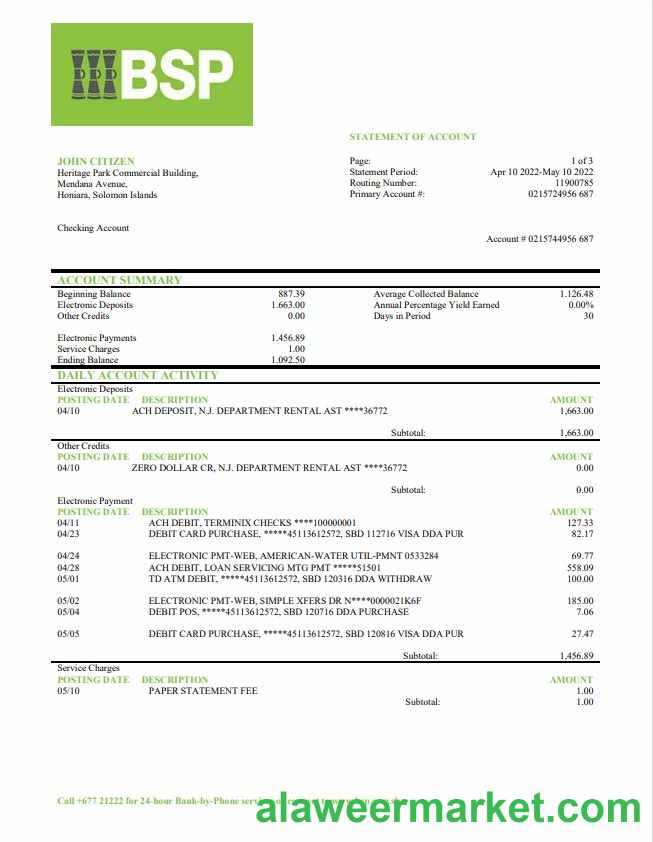 BSP
STATEMENT OF ACCOUNT
JOHN CITIZEN
Heritage Park Commercial Building,
Mendana Avenue,
Honiara, Solomon Islands
Page: 1 of 3
Statement Period: Apr 10 2022-May 10 2022
Routing Number: 11900785
Primary Account #: 0215724956 687
Checking Account
Account # 0215744956 687
ACCOUNT SUMMARY
Beginning Balance 887.39 Average Collected Balance 1.126.48
Electronic Deposits 1.663.00 Annual Percentage Yield Earned 0.00%
Other Credits 0.00 Days in Period 30
Electronic Payments 1.456.89
Service Charges 1.00
Ending Balance 1.092.50
DAILY ACCOUNT ACTIVITY
Electronic Deposits
POSTING DATE DESCRIPTION AMOUNT
04/10 ACH DEPOSIT, N.J. DEPARTMENT RENTAL AST ****36772 1,663.00
Subtotal: 1,663.00
Other Credits
POSTING DATE DESCRIPTION AMOUNT
04/10 ZERO DOLLAR CR, N.J. DEPARTMENT RENTAL AST ****36772 0.00
Subtotal: 0.00
Electronic Payment
POSTING DATE DESCRIPTION AMOUNT
04/11 ACH DEBIT, TERMINIX CHECKS ****100000001 127.33
04/23 DEBIT CARD PURCHASE, *****45113612572, SBD 112716 VISA DDA PUR 82.17
04/24 ELECTRONIC PMT-WEB, AMERICAN-WATER UTIL-PMNT 0533284 69.77
04/28 ACH DEBIT, LOAN SERVICING MTG PMT *****51501 558.09
05/01 TD ATM DEBIT, *****45113612572, SBD 120316 DDA WITHDRAW 100.00
05/02 ELECTRONIC PMT-WEB, SIMPLE XFERS DR N****0000021K6F 185.00
05/04 DEBIT POS, *****45113612572, SBD 120716 DDA PURCHASE 7.06
05/05 DEBIT CARD PURCHASE, *****45113612572, SBD 120816 VISA DDA PUR 27.47
Subtotal: 1,456.89
Service Charges
POSTING DATE DESCRIPTION AMOUNT
05/10 PAPER STATEMENT FEE 1.00
Subtotal: 1.00
Call +677 21222 for 24-hour Bank-by-Phone
alaweermarket.com